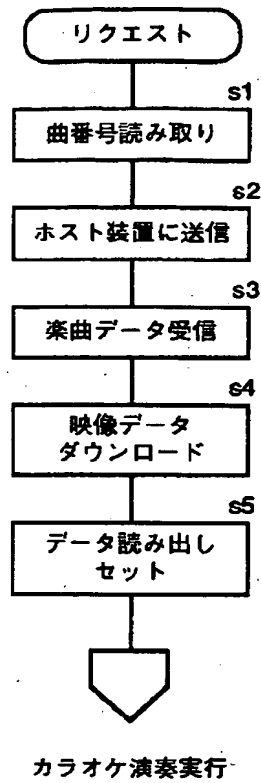 リクエスト
s1
曲番号読み取り
s2
ホスト装置に送信
s3
楽曲データ受信
s4
映像データ
ダウンロード
s5
データ読み出し
セット
カラオケ演奏実行